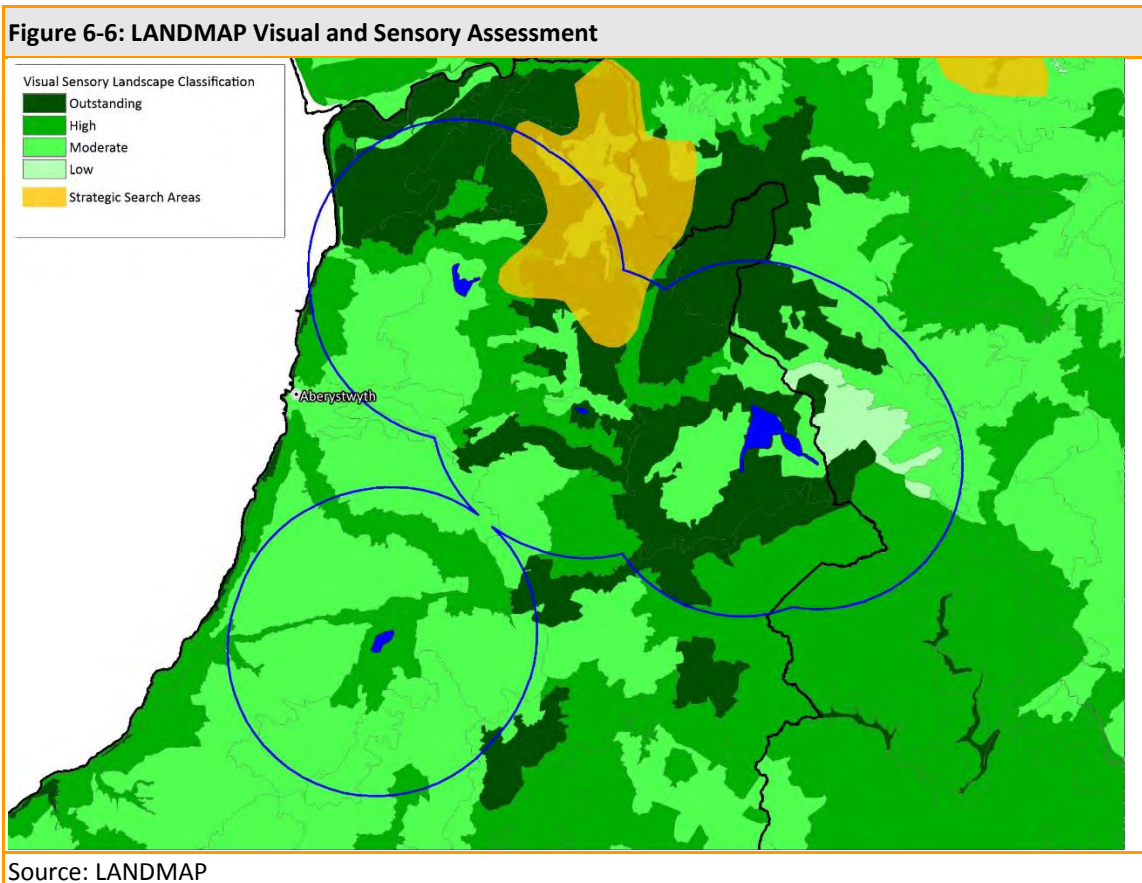 Figure 6-6: LANDMAP Visual and Sensory Assessment
Visual Sensory Landscape Classification
Outstanding
High
Moderate
Low
Strategic Search Areas
Aberystwyth
Source: LANDMAP